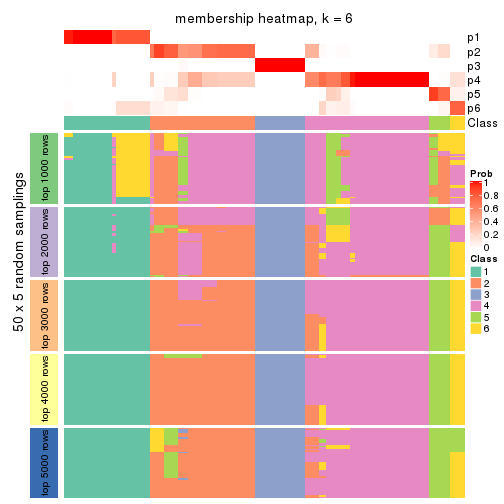 membership heatmap, k = 6
p1
p2
p3
p4
p5
p6
Class
50 x 5 random samplings
top 1000 rows
top 2000 rows
top 3000 rows
top 4000 rows
top 5000 rows
Prob
1
0.8
0.6
0.4
0.2
0
Class
1
2
3
4
5
6